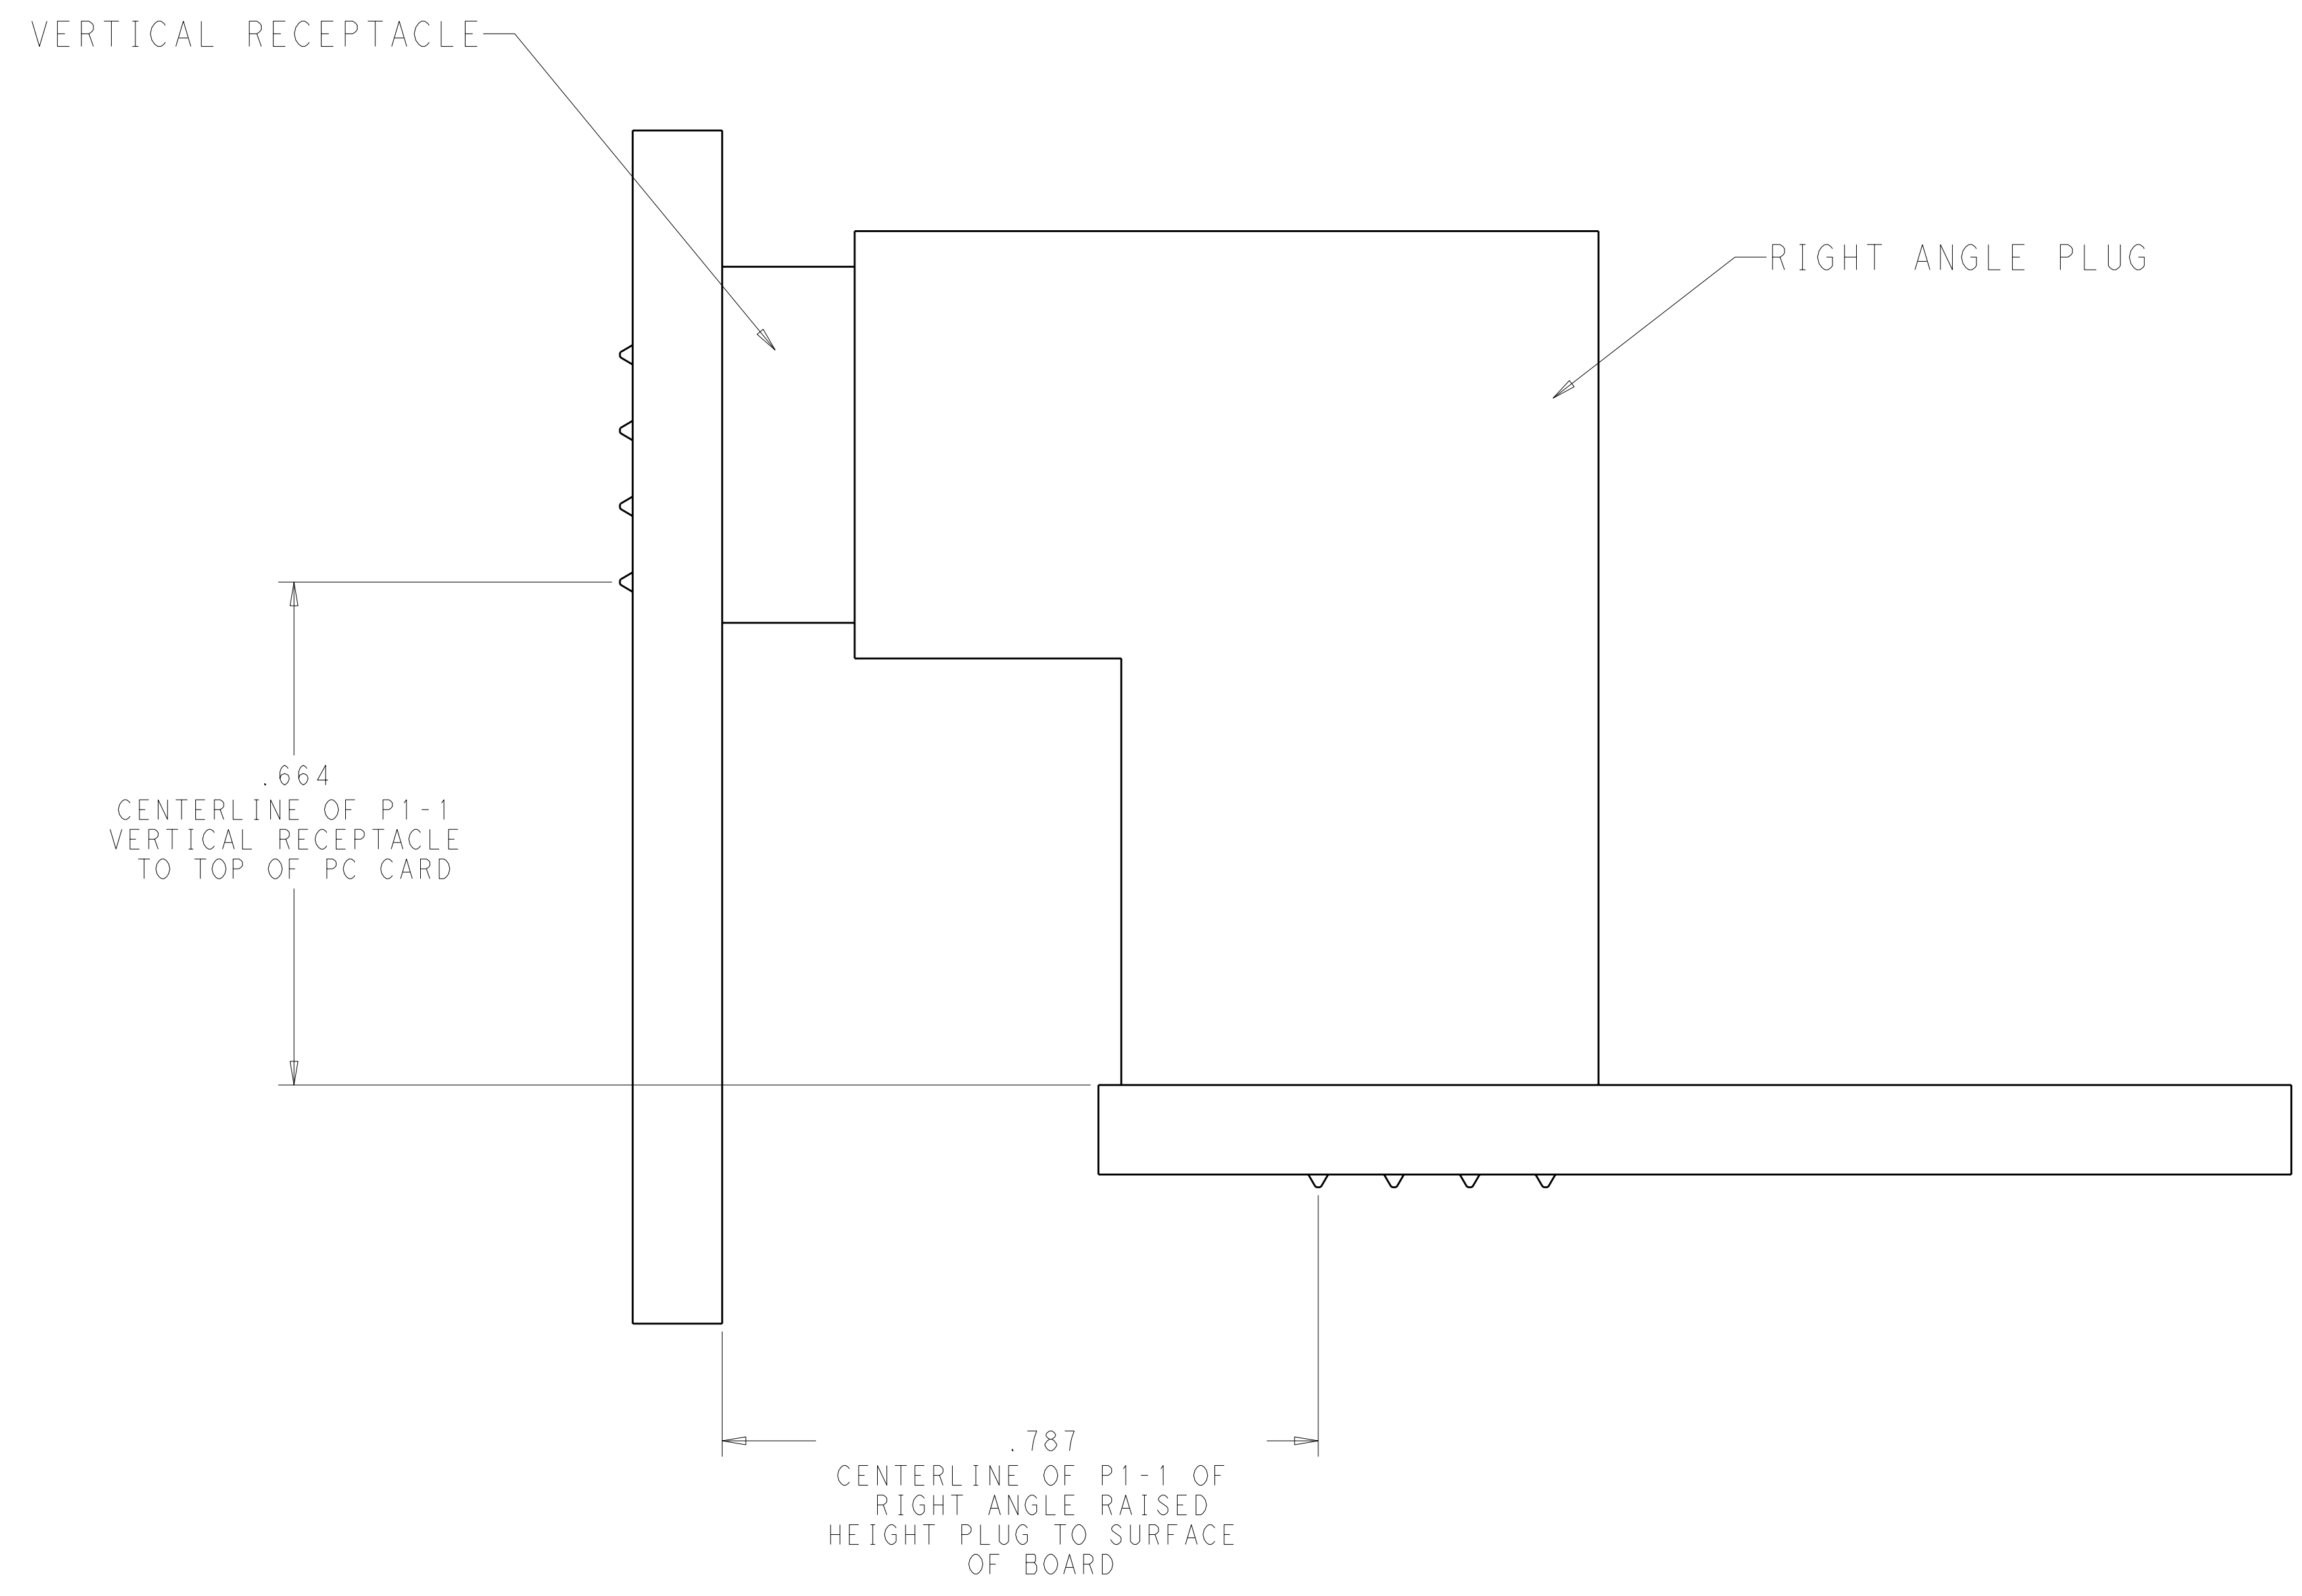 VERTICAL RECEPTACLE
RIGHT ANGLE PLUG
.664
CENTERLINE OF P1-1
VERTICAL RECEPTACLE
TO TOP OF PC CARD
.787
CENTERLINE OF P1-1 OF
RIGHT ANGLE RAISED
HEIGHT PLUG TO SURFACE
OF BOARD